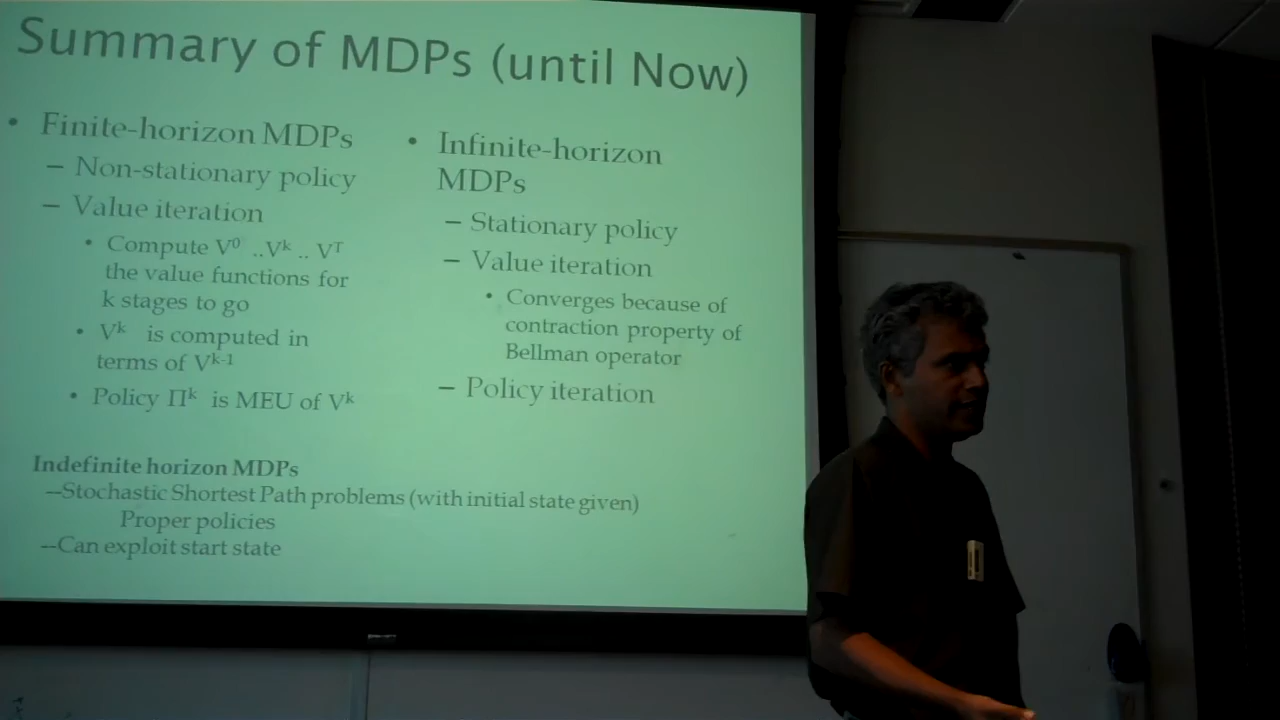 Summary of MDPs (until Now)
• Finite-horizon MDPs
– Non-stationary policy
– Value iteration
• Compute V⁰ ..Vᵏ .. Vᵀ
the value functions for
k stages to go
• Vᵏ is computed in
terms of Vᵏ⁻¹
• Policy Πᵏ is MEU of Vᵏ
• Infinite-horizon
MDPs
– Stationary policy
– Value iteration
• Converges because of
contraction property of
Bellman operator
– Policy iteration
Indefinite horizon MDPs
--Stochastic Shortest Path problems (with initial state given)
Proper policies
--Can exploit start state